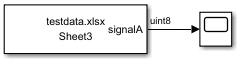 testdata.xlsx
Sheet3
signalA
uint8